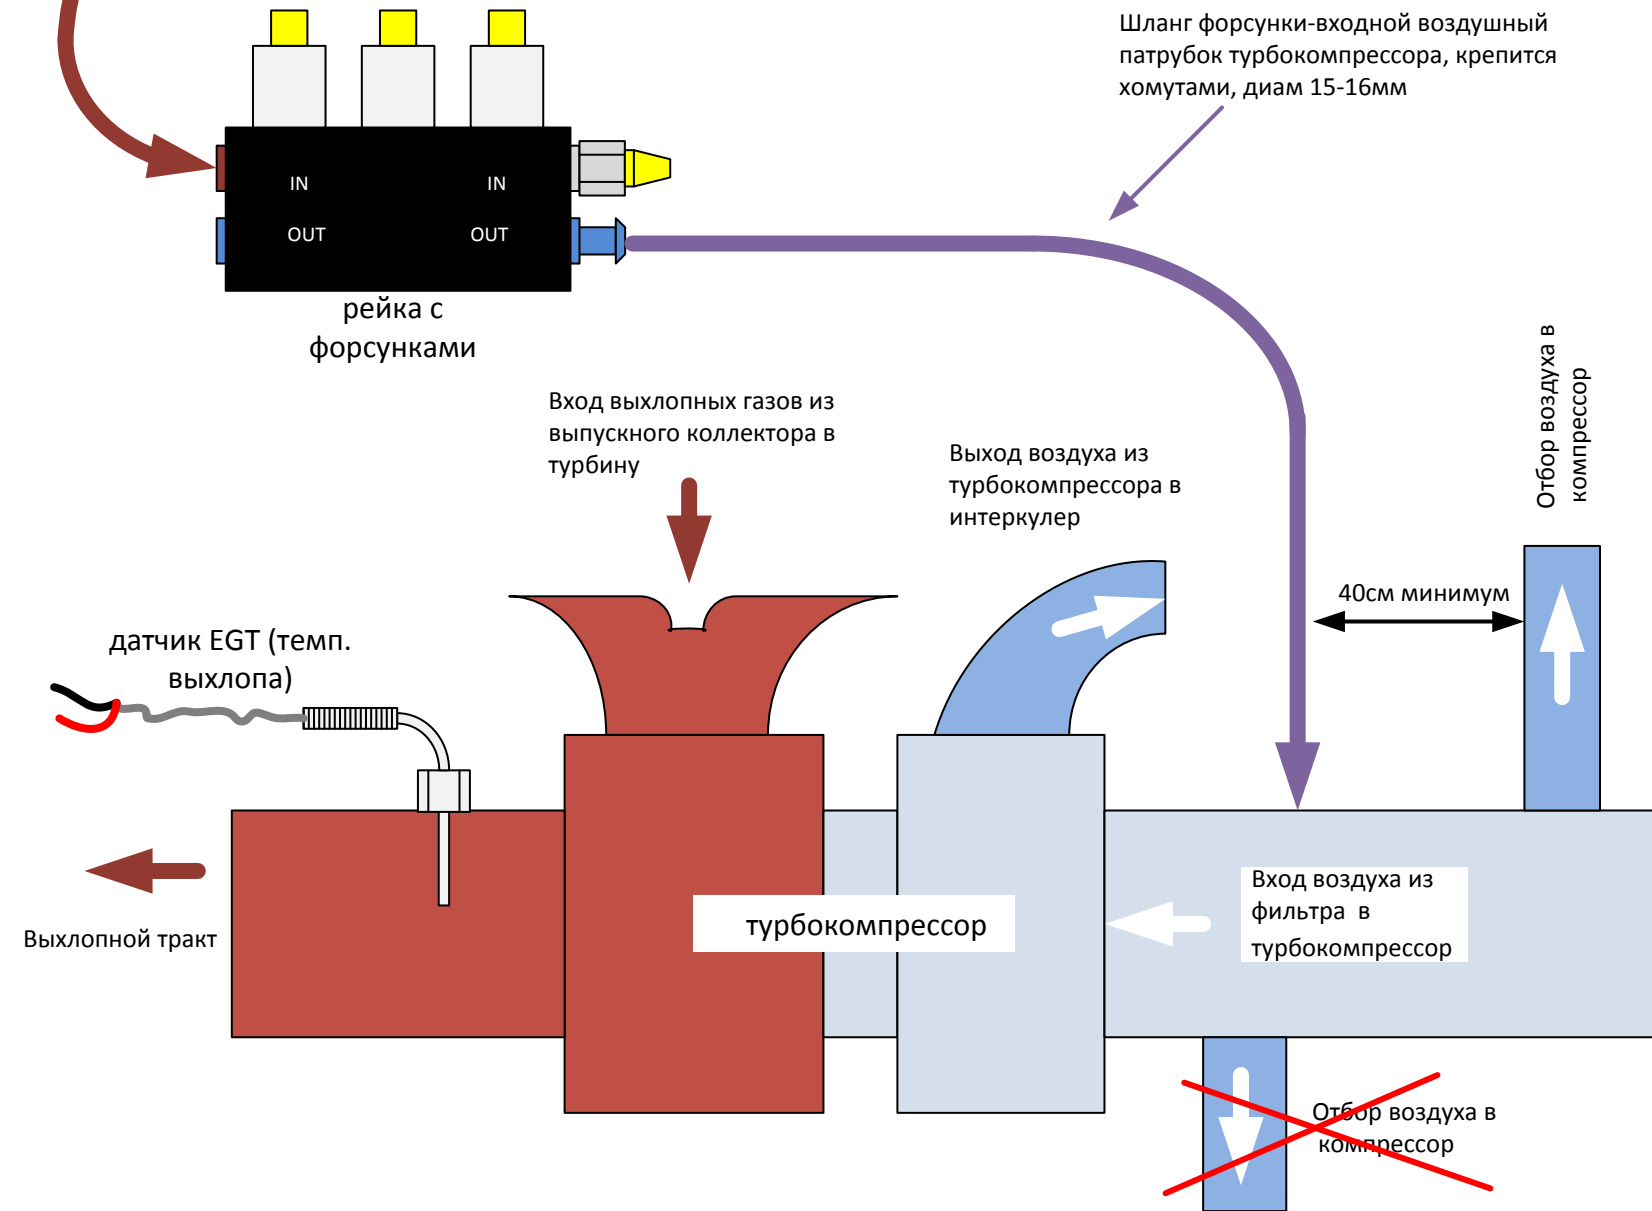 Шланг форсунки-входной воздушный
патрубок турбокомпрессора, крепится
хомутами, диам 15-16мм
IN
IN
OUT
OUT
рейка с
форсунками
Вход выхлопных газов из
выпускного коллектора в
турбину
Выход воздуха из
турбокомпрессора в
интеркулер
Отбор воздуха в
компрессор
40см минимум
датчик EGT (темп.
выхлопа)
Вход воздуха из
фильтра в
турбокомпрессор
турбокомпрессор
Выхлопной тракт
Отбор воздуха в
компрессор